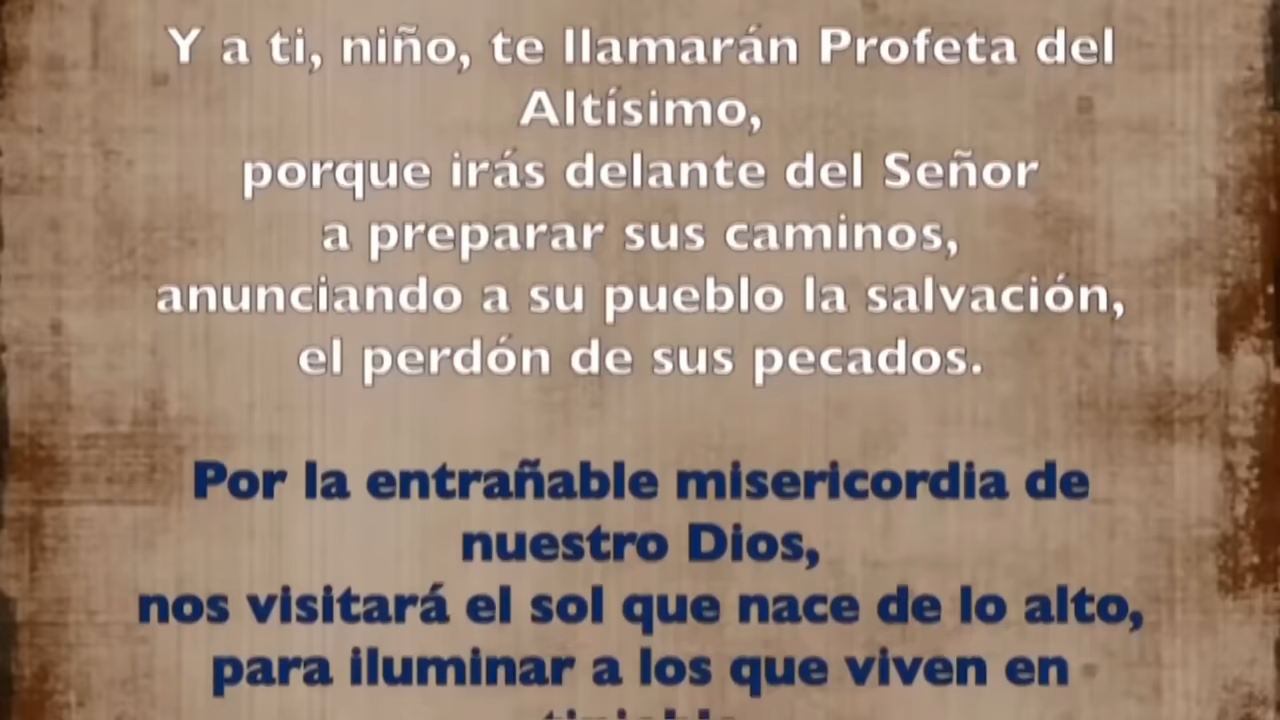 Y a ti, niño, te llamarán Profeta del
Altísimo,
porque irás delante del Señor
a preparar sus caminos,
anunciando a su pueblo la salvación,
el perdón de sus pecados.
Por la entrañable misericordia de
nuestro Dios,
nos visitará el sol que nace de lo alto,
para iluminar a los que viven en